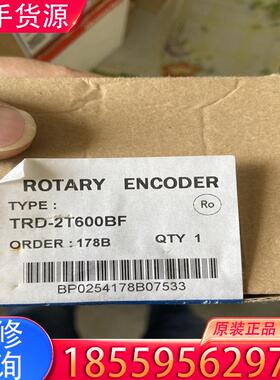 手货源
ROTARY ENCODER
TYPE :
Ro
TRD-2T600BF
ORDER : 178B QTY 1
BP0254178B07533
修
询
原装正品
1855956297